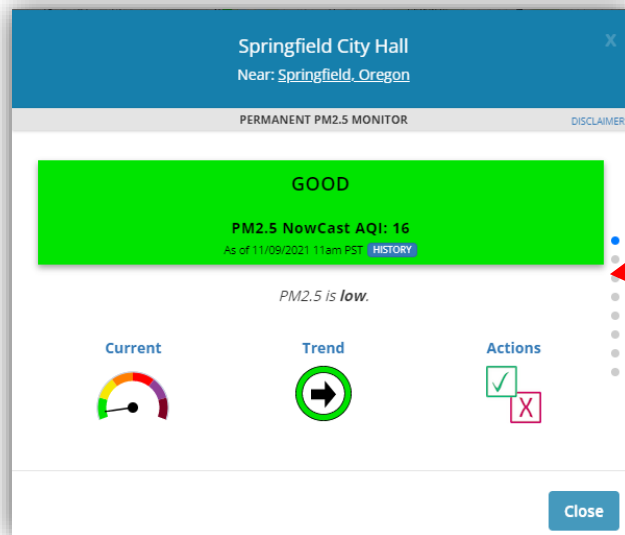 Springfield City Hall
X
Near: Springfield, Oregon
PERMANENT PM2.5 MONITOR
DISCLAIMER
GOOD
PM2.5 NowCast AQI: 16
As of 11/09/2021 11am PST HISTORY
PM2.5 is low.
Current Trend Actions
X
Close